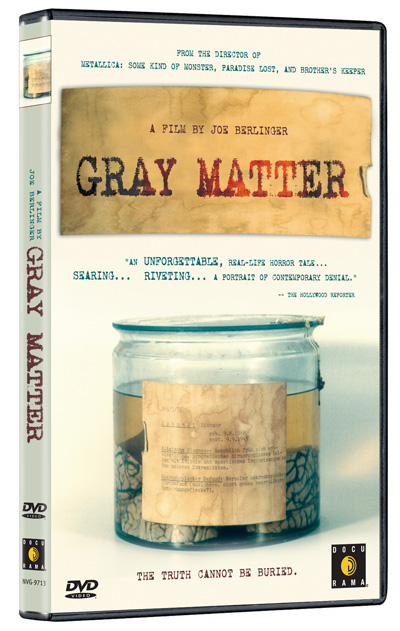 FROM THE DIRECTOR OF
METALLICA: SOME KIND OF MONSTER, PARADISE LOST, AND BROTHER'S KEEPER
A FILM BY JOE BERLINGER
GRAY MATTER
"AN UNFORGETTABLE, REAL-LIFE HORROR TALE...
SEARING... RIVETING... A PORTRAIT OF CONTEMPORARY DENIAL."
-- THE HOLLYWOOD REPORTER
THE TRUTH CANNOT BE BURIED.
DVD
VIDEO
DOCU
RAMA
A FILM BY
JOE BERLINGER
GRAY MATTER
DVD
VIDEO
DOCU
RAMA
NVG-9713